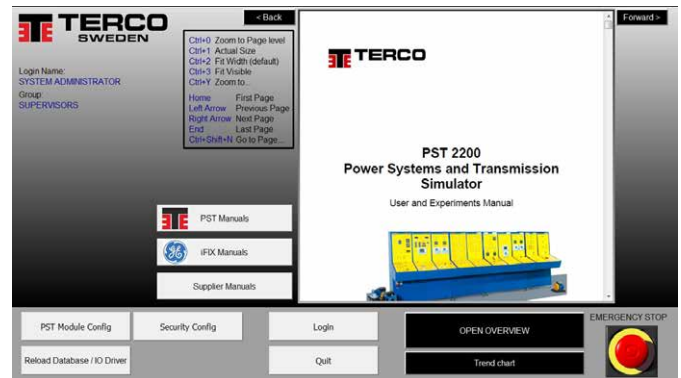 TERCO
SWEDEN
< Back
Login Name:
SYSTEM ADMINISTRATOR
Group:
SUPERVISORS
Ctrl+0 Zoom to Page level
Ctrl+1 Actual Size
Ctrl+2 Fit Width (default)
Ctrl+3 Fit Visible
Ctrl+Y Zoom to...
Home First Page
Left Arrow Previous Page
Right Arrow Next Page
End Last Page
Ctrl+Shift+N Go to Page...
PST Manuals
iFIX Manuals
Supplier Manuals
TERCO
PST 2200
Power Systems and Transmission
Simulator
User and Experiments Manual
Forward >
PST Module Config
Security Config
Login
OPEN OVERVIEW
EMERGENCY STOP
Reload Database / IO Driver
Quit
Trend chart